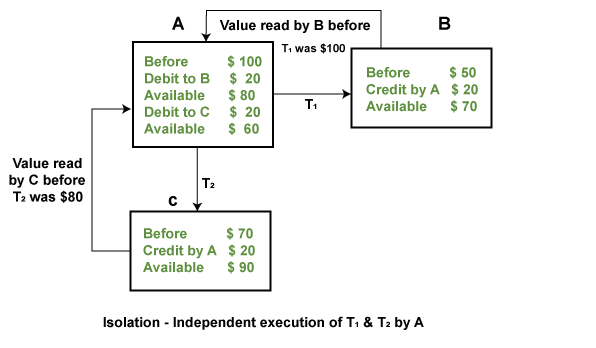 A
Value read by B before
B
T₁ was $100
Before $ 100
Debit to B $ 20
Available $ 80
Debit to C $ 20
Available $ 60
T₁
Before $ 50
Credit by A $ 20
Available $ 70
Value read
by C before
T₂ was $80
T₂
c
Before $ 70
Credit by A $ 20
Available $ 90
Isolation - Independent execution of T₁ & T₂ by A